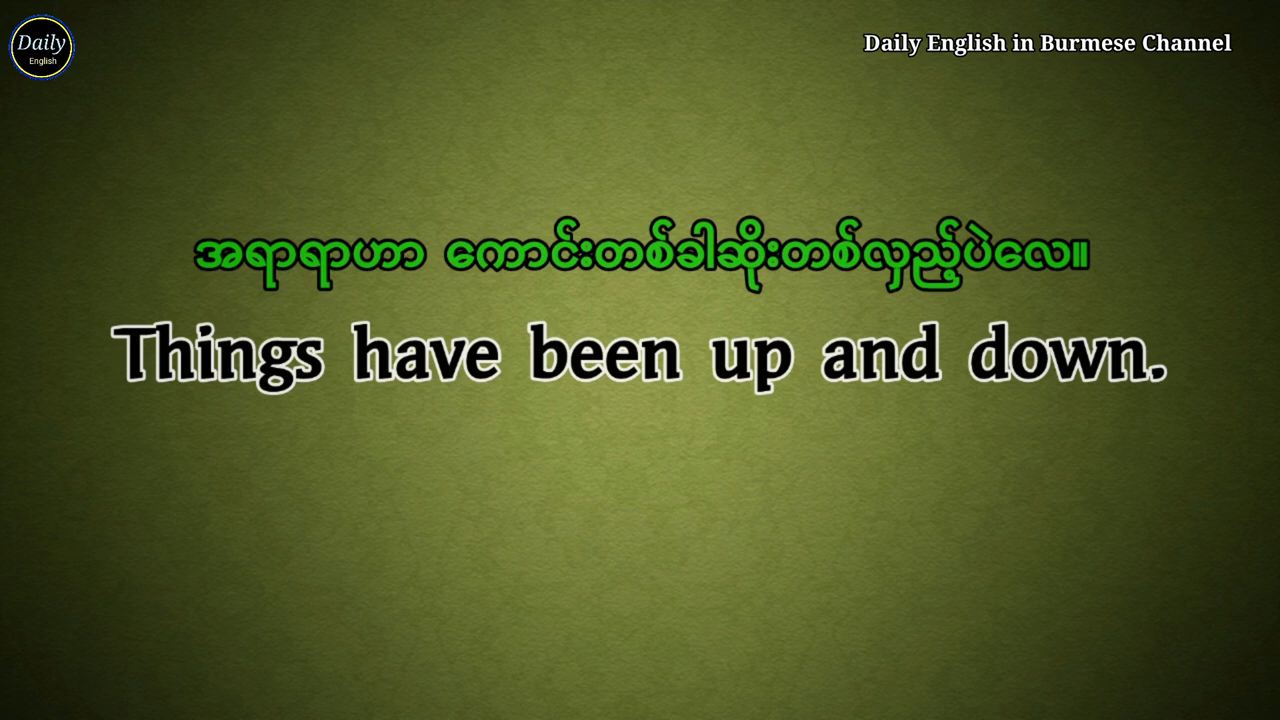 Daily
English
Daily English in Burmese Channel
အရာရာဟာ ကောင်းတစ်ခါဆိုးတစ်လှည့်ပဲလေ။
Things have been up and down.